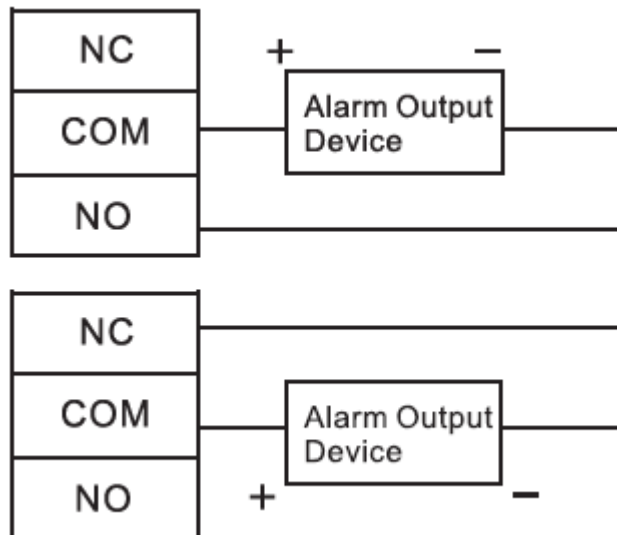 NC
+ −
COM
Alarm Output
Device
NO
NC
COM
Alarm Output
Device
NO
+ −